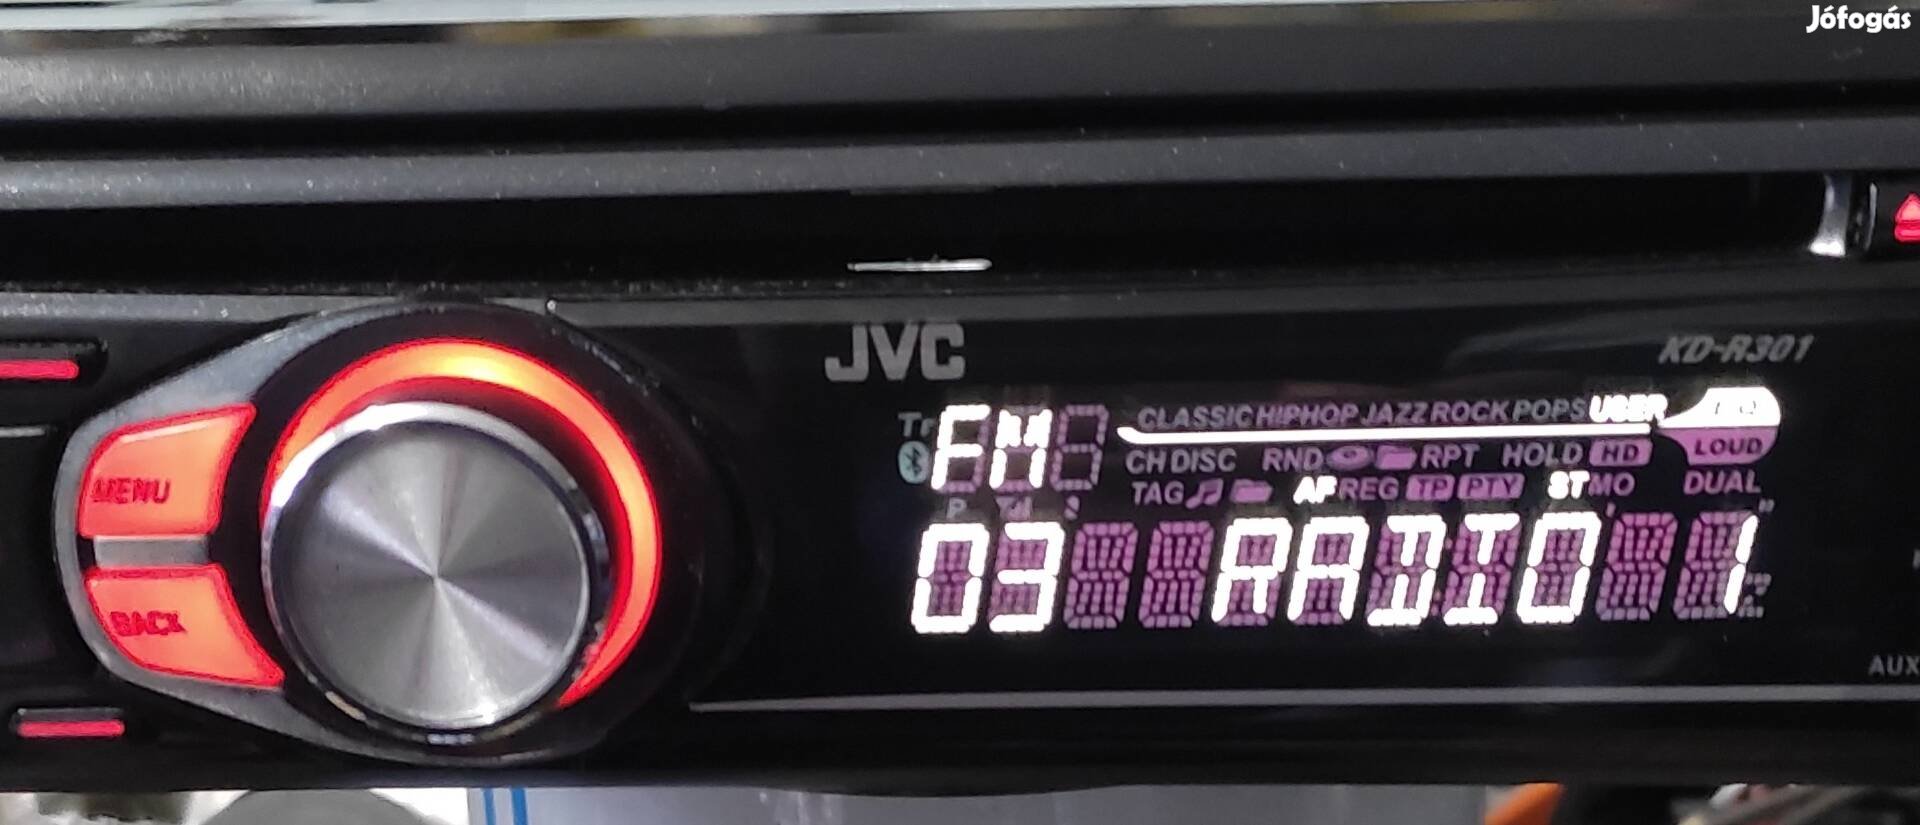 Jófogás
JVC
KD-R301
CLASSIC HIPHOP JAZZ ROCK POPS USER
FM
CH DISC RND RPT HOLD HD LOUD
MENU
TAG AF REG TP PTY ST MO DUAL
03 RADIO 1
BACK
AUX